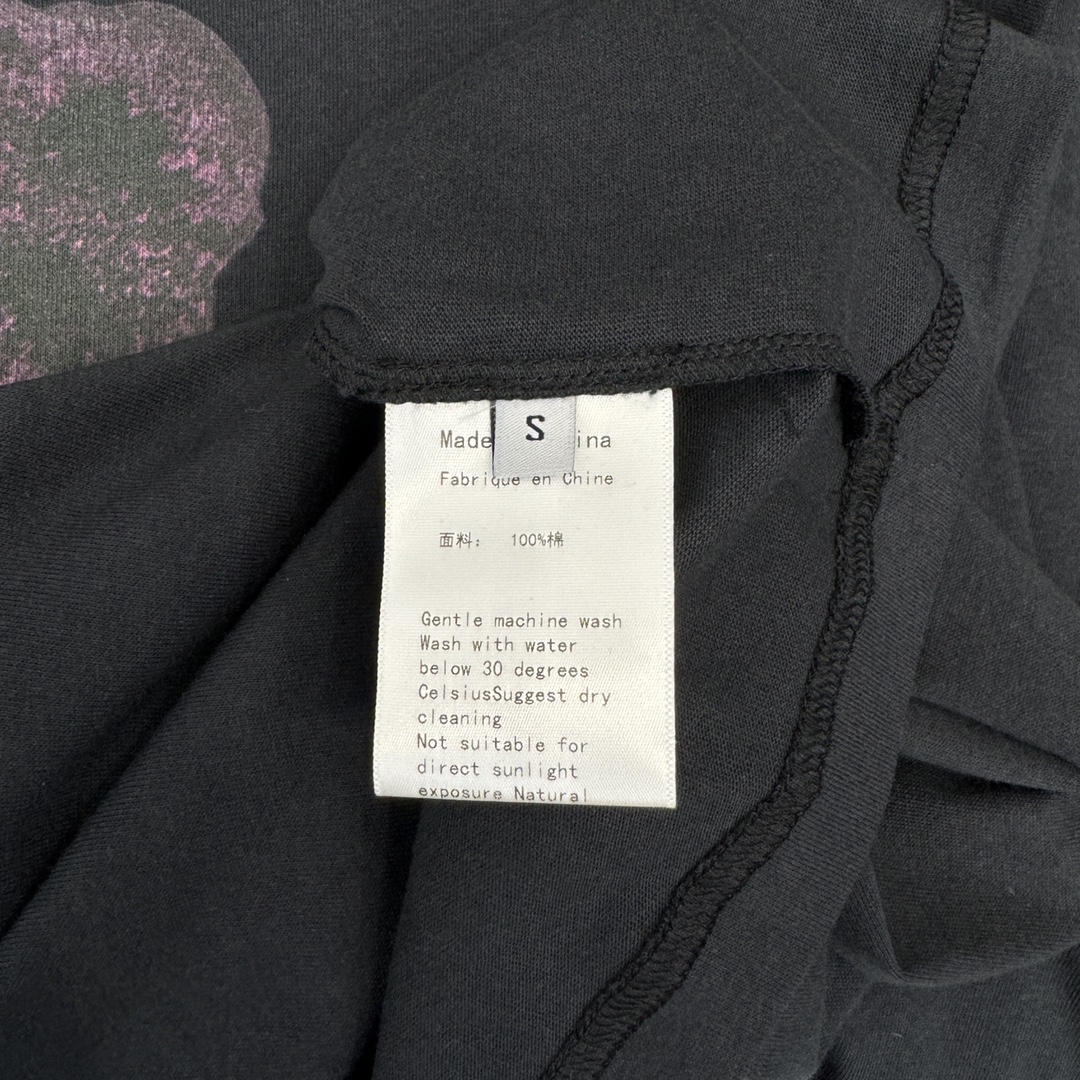 S
Made ina
Fabrique en Chine
面料： 100%棉
Gentle machine wash
Wash with water
below 30 degrees
CelsiusSuggest dry
cleaning
Not suitable for
direct sunlight
exposure Natural